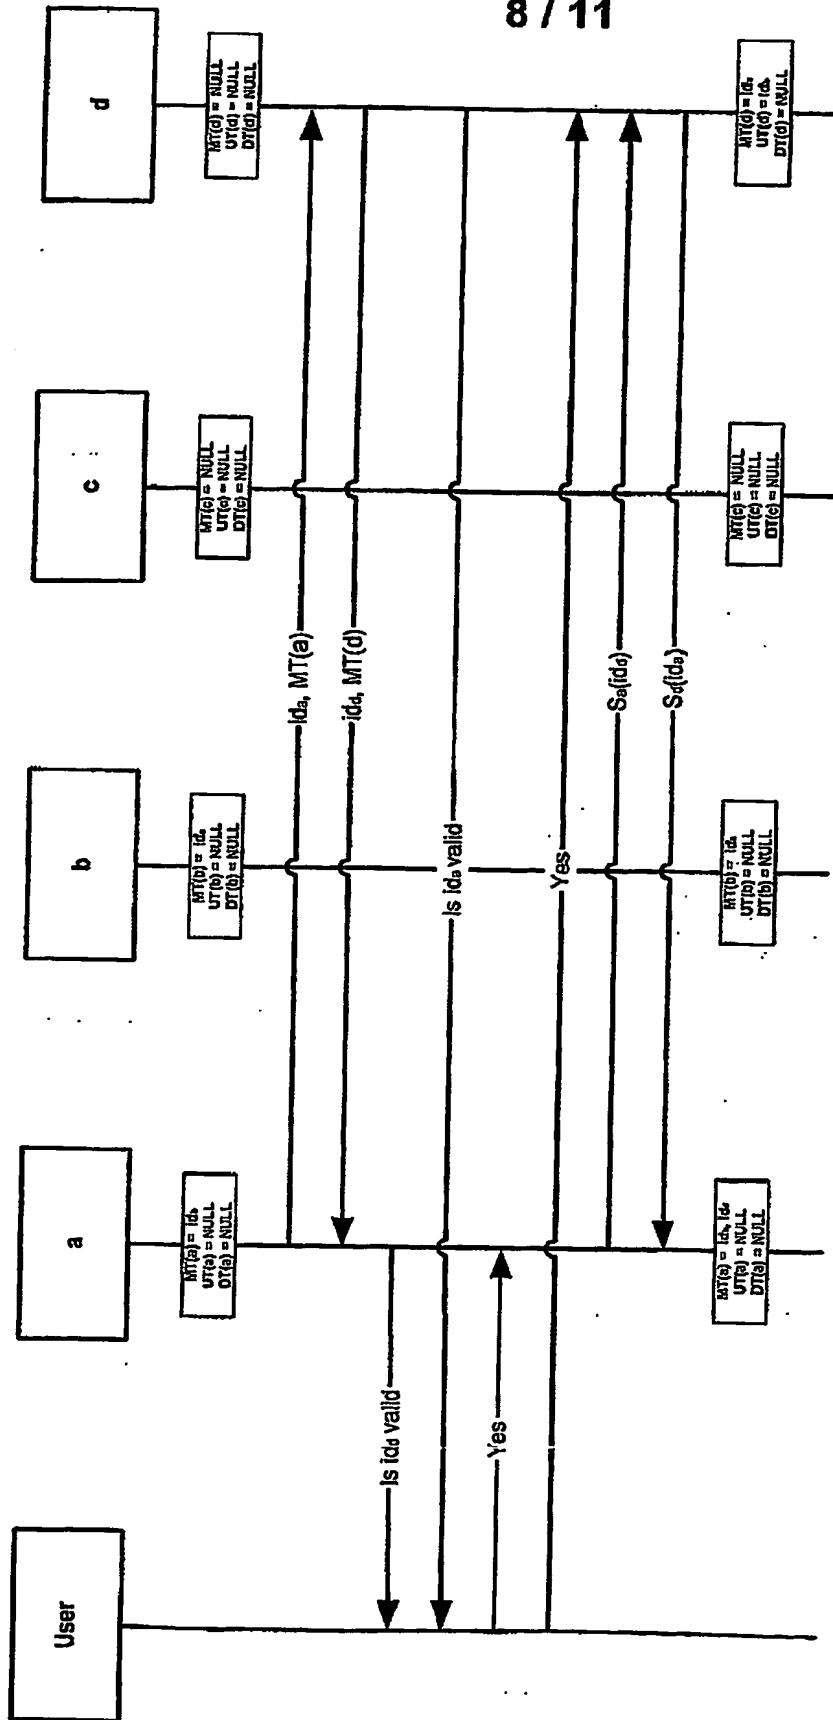 8 / 11
User
a
b
c
d
MT(a) = idb
UT(a) = NULL
DT(a) = NULL
MT(b) = ida
UT(b) = NULL
DT(b) = NULL
MT(c) = NULL
UT(c) = NULL
DT(c) = NULL
MT(d) = NULL
UT(d) = NULL
DT(d) = NULL
ida, MT(a)
idd, MT(d)
Is idd valid
Is ida valid
Yes
Yes
Sa(idd)
Sd(ida)
MT(a) = idb, idd
UT(a) = NULL
DT(a) = NULL
MT(b) = ida
UT(b) = NULL
DT(b) = NULL
MT(c) = NULL
UT(c) = NULL
DT(c) = NULL
MT(d) = ida
UT(d) = idb
DT(d) = NULL